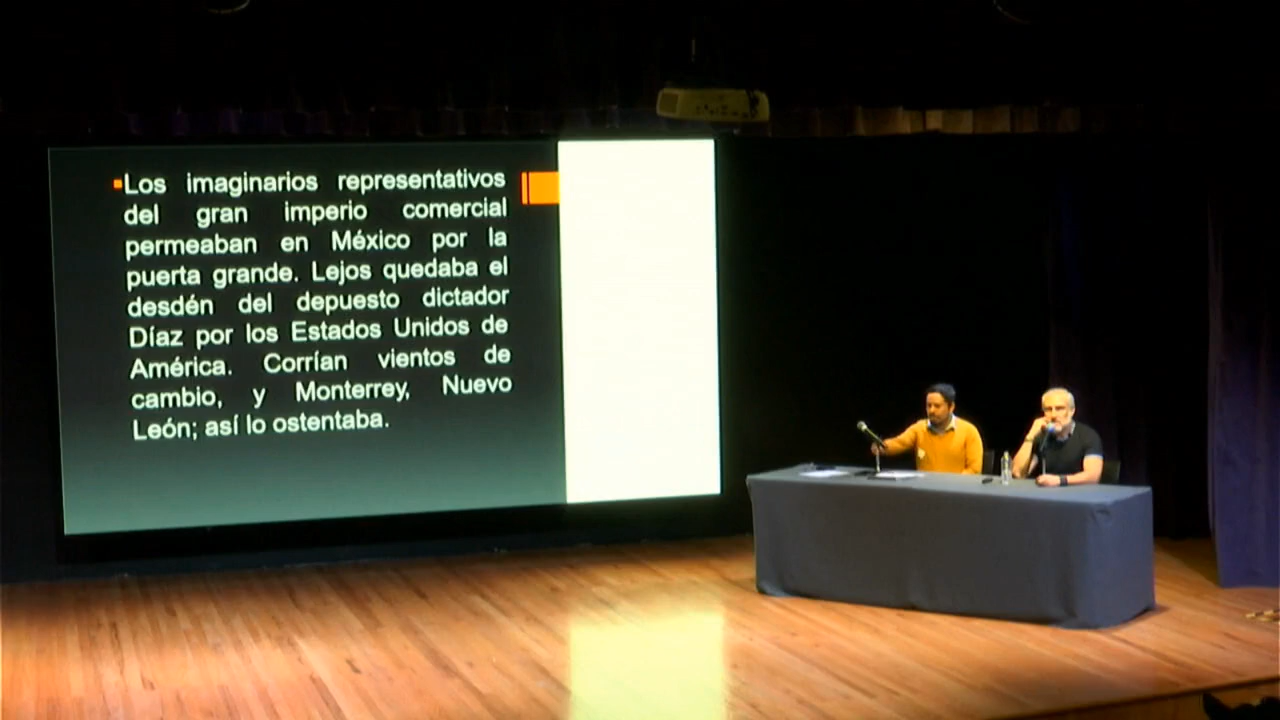 Los imaginarios representativos
del gran imperio comercial
permeaban en México por la
puerta grande. Lejos quedaba el
desdén del depuesto dictador
Díaz por los Estados Unidos de
América. Corrían vientos de
cambio, y Monterrey, Nuevo
León; así lo ostentaba.